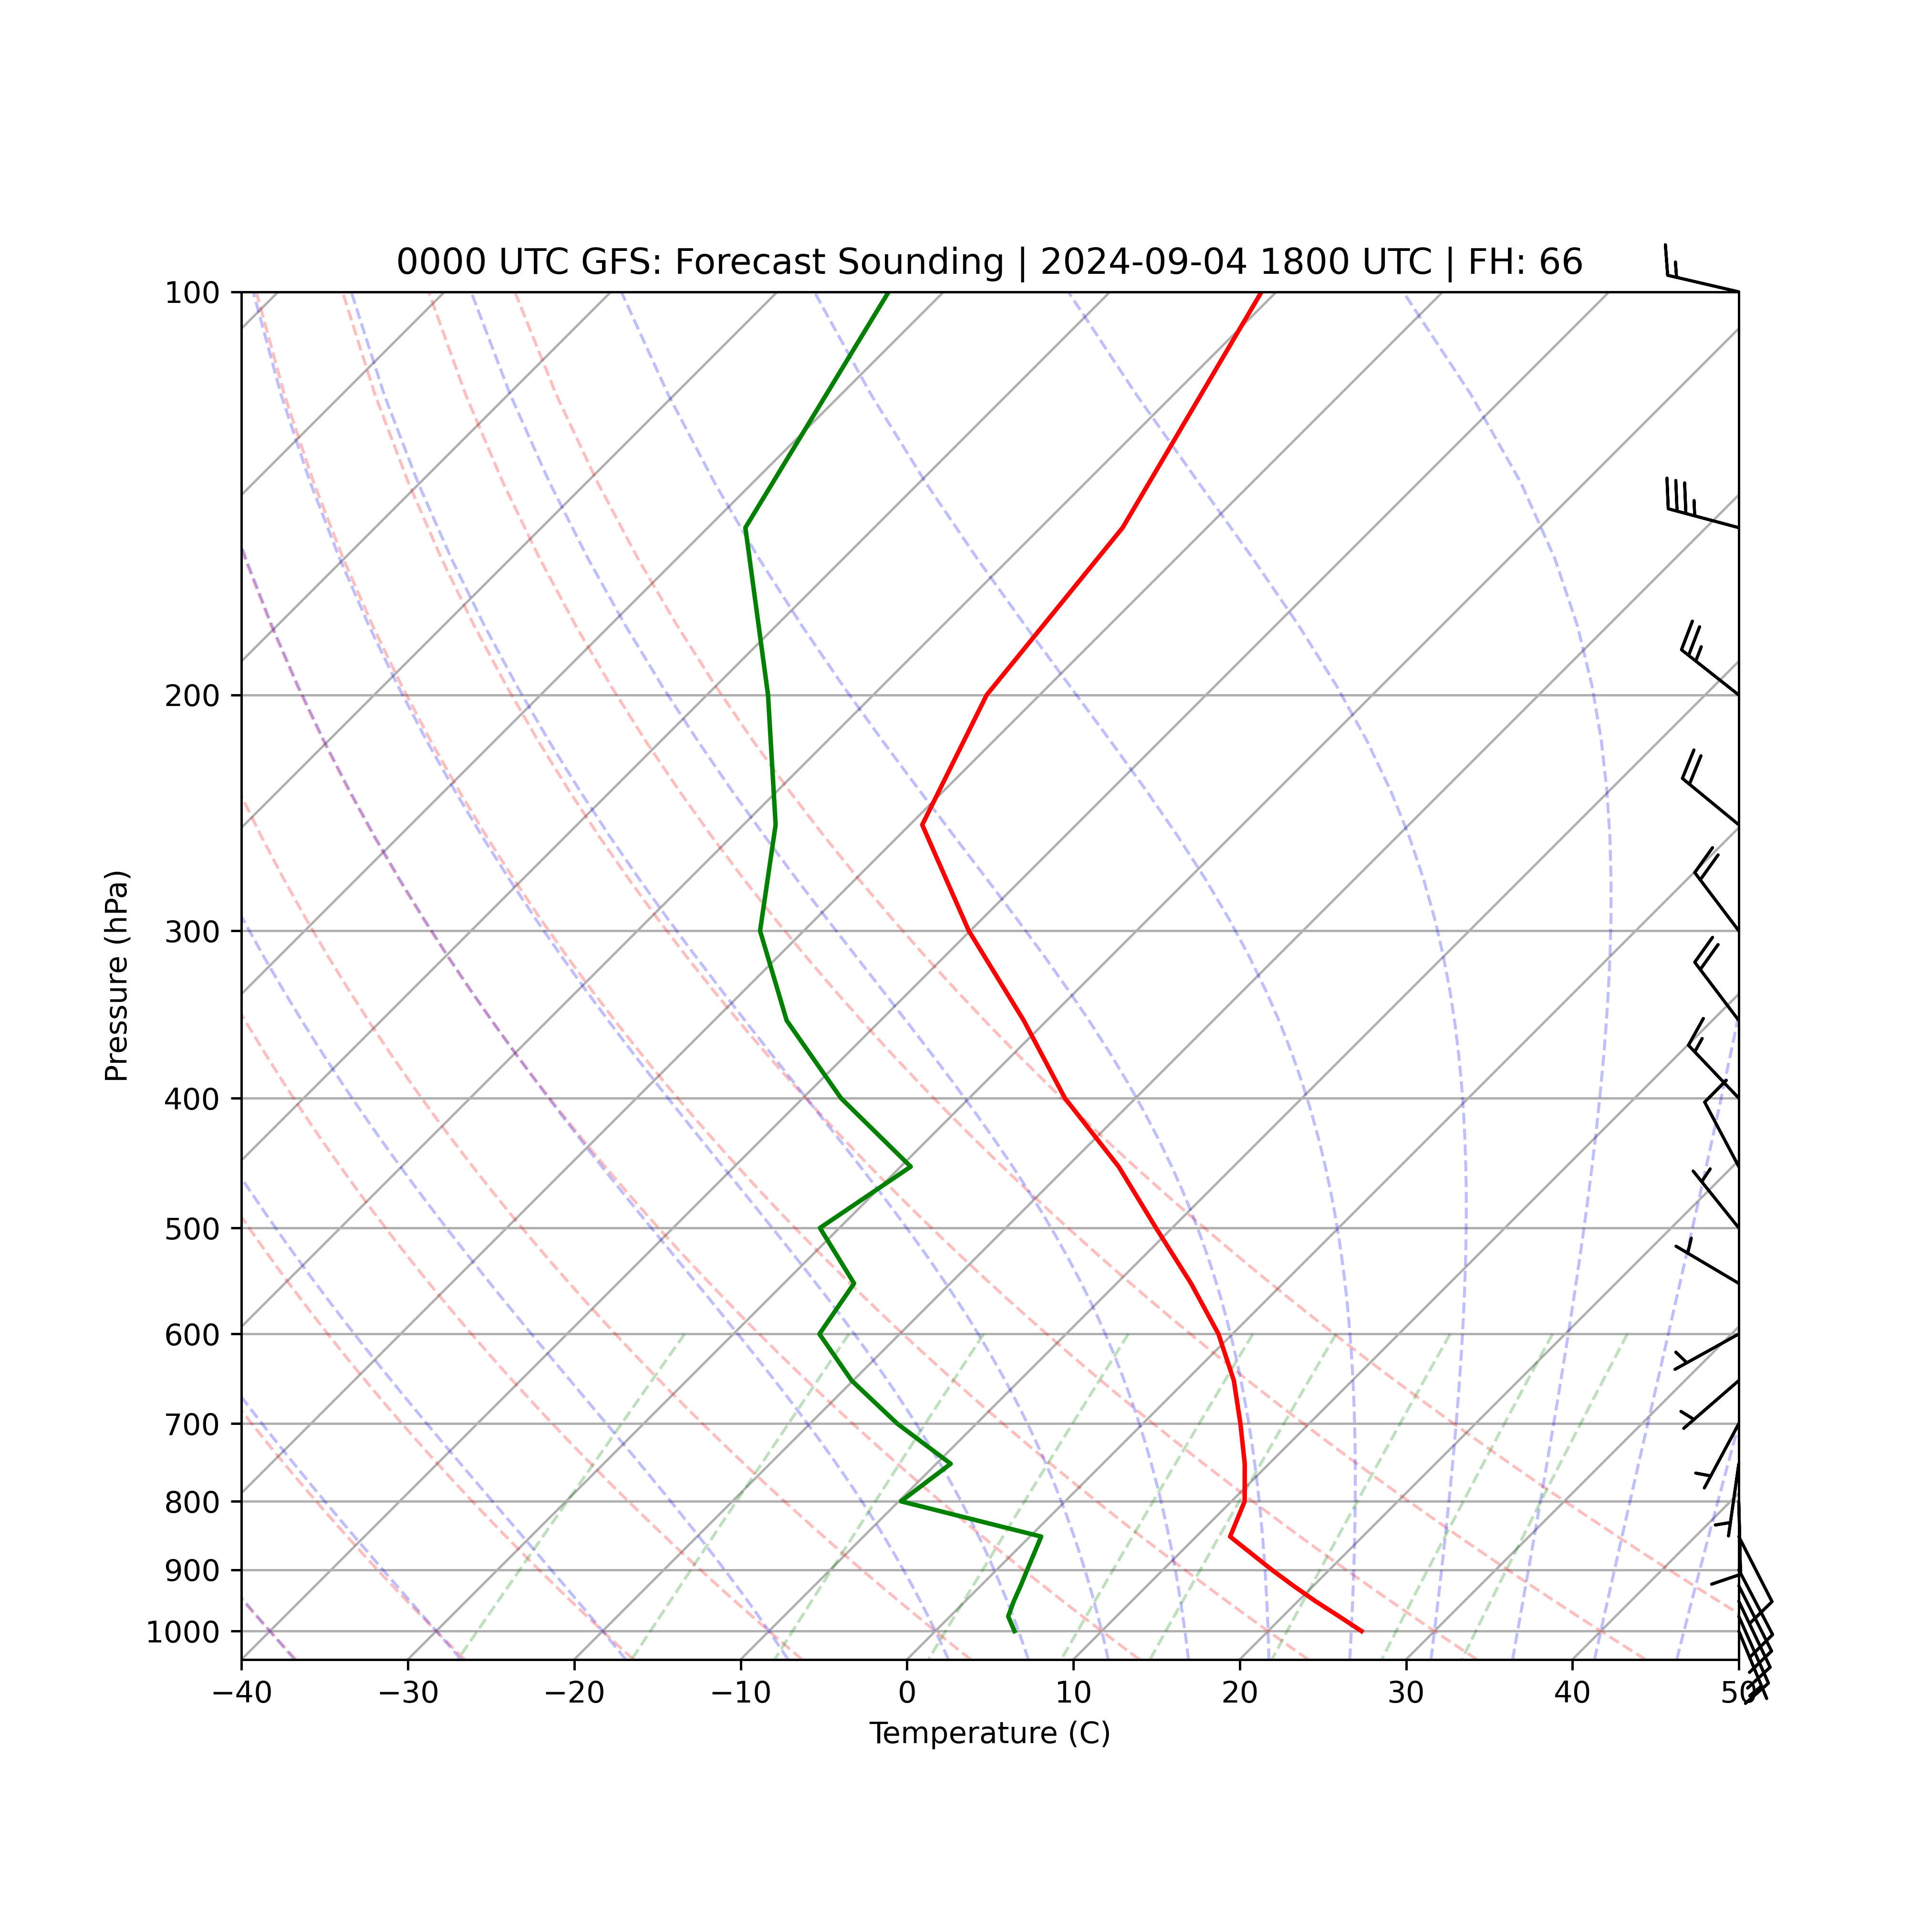 0000 UTC GFS: Forecast Sounding | 2024-09-04 1800 UTC | FH: 66
100
200
300
400
500
600
700
800
900
1000
Pressure (hPa)
−40 −30 −20 −10 0 10 20 30 40 50
Temperature (C)